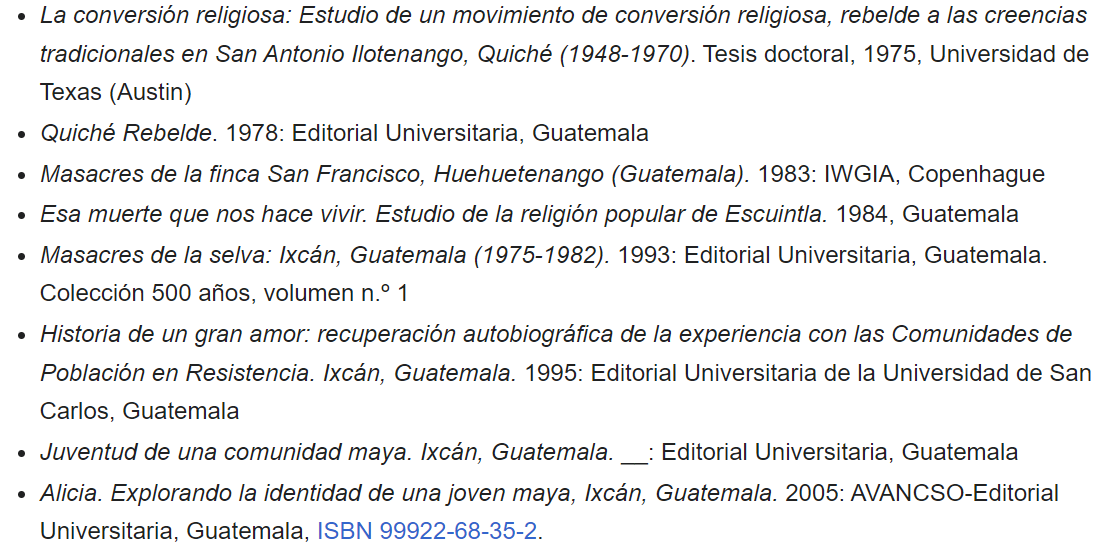 La conversión religiosa: Estudio de un movimiento de conversión religiosa, rebelde a las creencias
tradicionales en San Antonio Ilotenango, Quiché (1948-1970). Tesis doctoral, 1975, Universidad de
Texas (Austin)
Quiché Rebelde. 1978: Editorial Universitaria, Guatemala
Masacres de la finca San Francisco, Huehuetenango (Guatemala). 1983: IWGIA, Copenhague
Esa muerte que nos hace vivir. Estudio de la religión popular de Escuintla. 1984, Guatemala
Masacres de la selva: Ixcán, Guatemala (1975-1982). 1993: Editorial Universitaria, Guatemala.
Colección 500 años, volumen n.º 1
Historia de un gran amor: recuperación autobiográfica de la experiencia con las Comunidades de
Población en Resistencia. Ixcán, Guatemala. 1995: Editorial Universitaria de la Universidad de San
Carlos, Guatemala
Juventud de una comunidad maya. Ixcán, Guatemala. __: Editorial Universitaria, Guatemala
Alicia. Explorando la identidad de una joven maya, Ixcán, Guatemala. 2005: AVANCSO-Editorial
Universitaria, Guatemala, ISBN 99922-68-35-2.